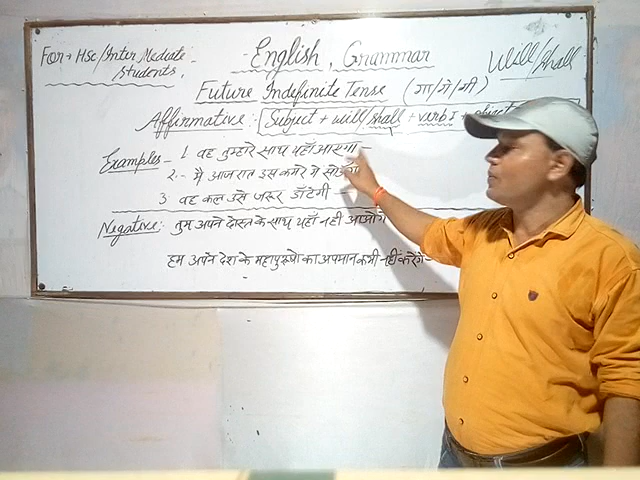 For → Hsc/Inter Mediate students.
English, Grammar
Will/Shall
Future Indefinite Tense (गा/गे/गी)
Affirmative: Subject + will/shall + verb I +
Examples - 1. वह तुम्हारे साथ यहाँ आएगा -
2. - मै आज रात इस कमरे मे
3. वह कल उसे जरूर डाँटेगी -
Negative: तुम अपने दोस्त के साथ यहाँ नही आओगे
हम अपने देश के महापुरूषो का अपमान कभी नहीं करेंगे -